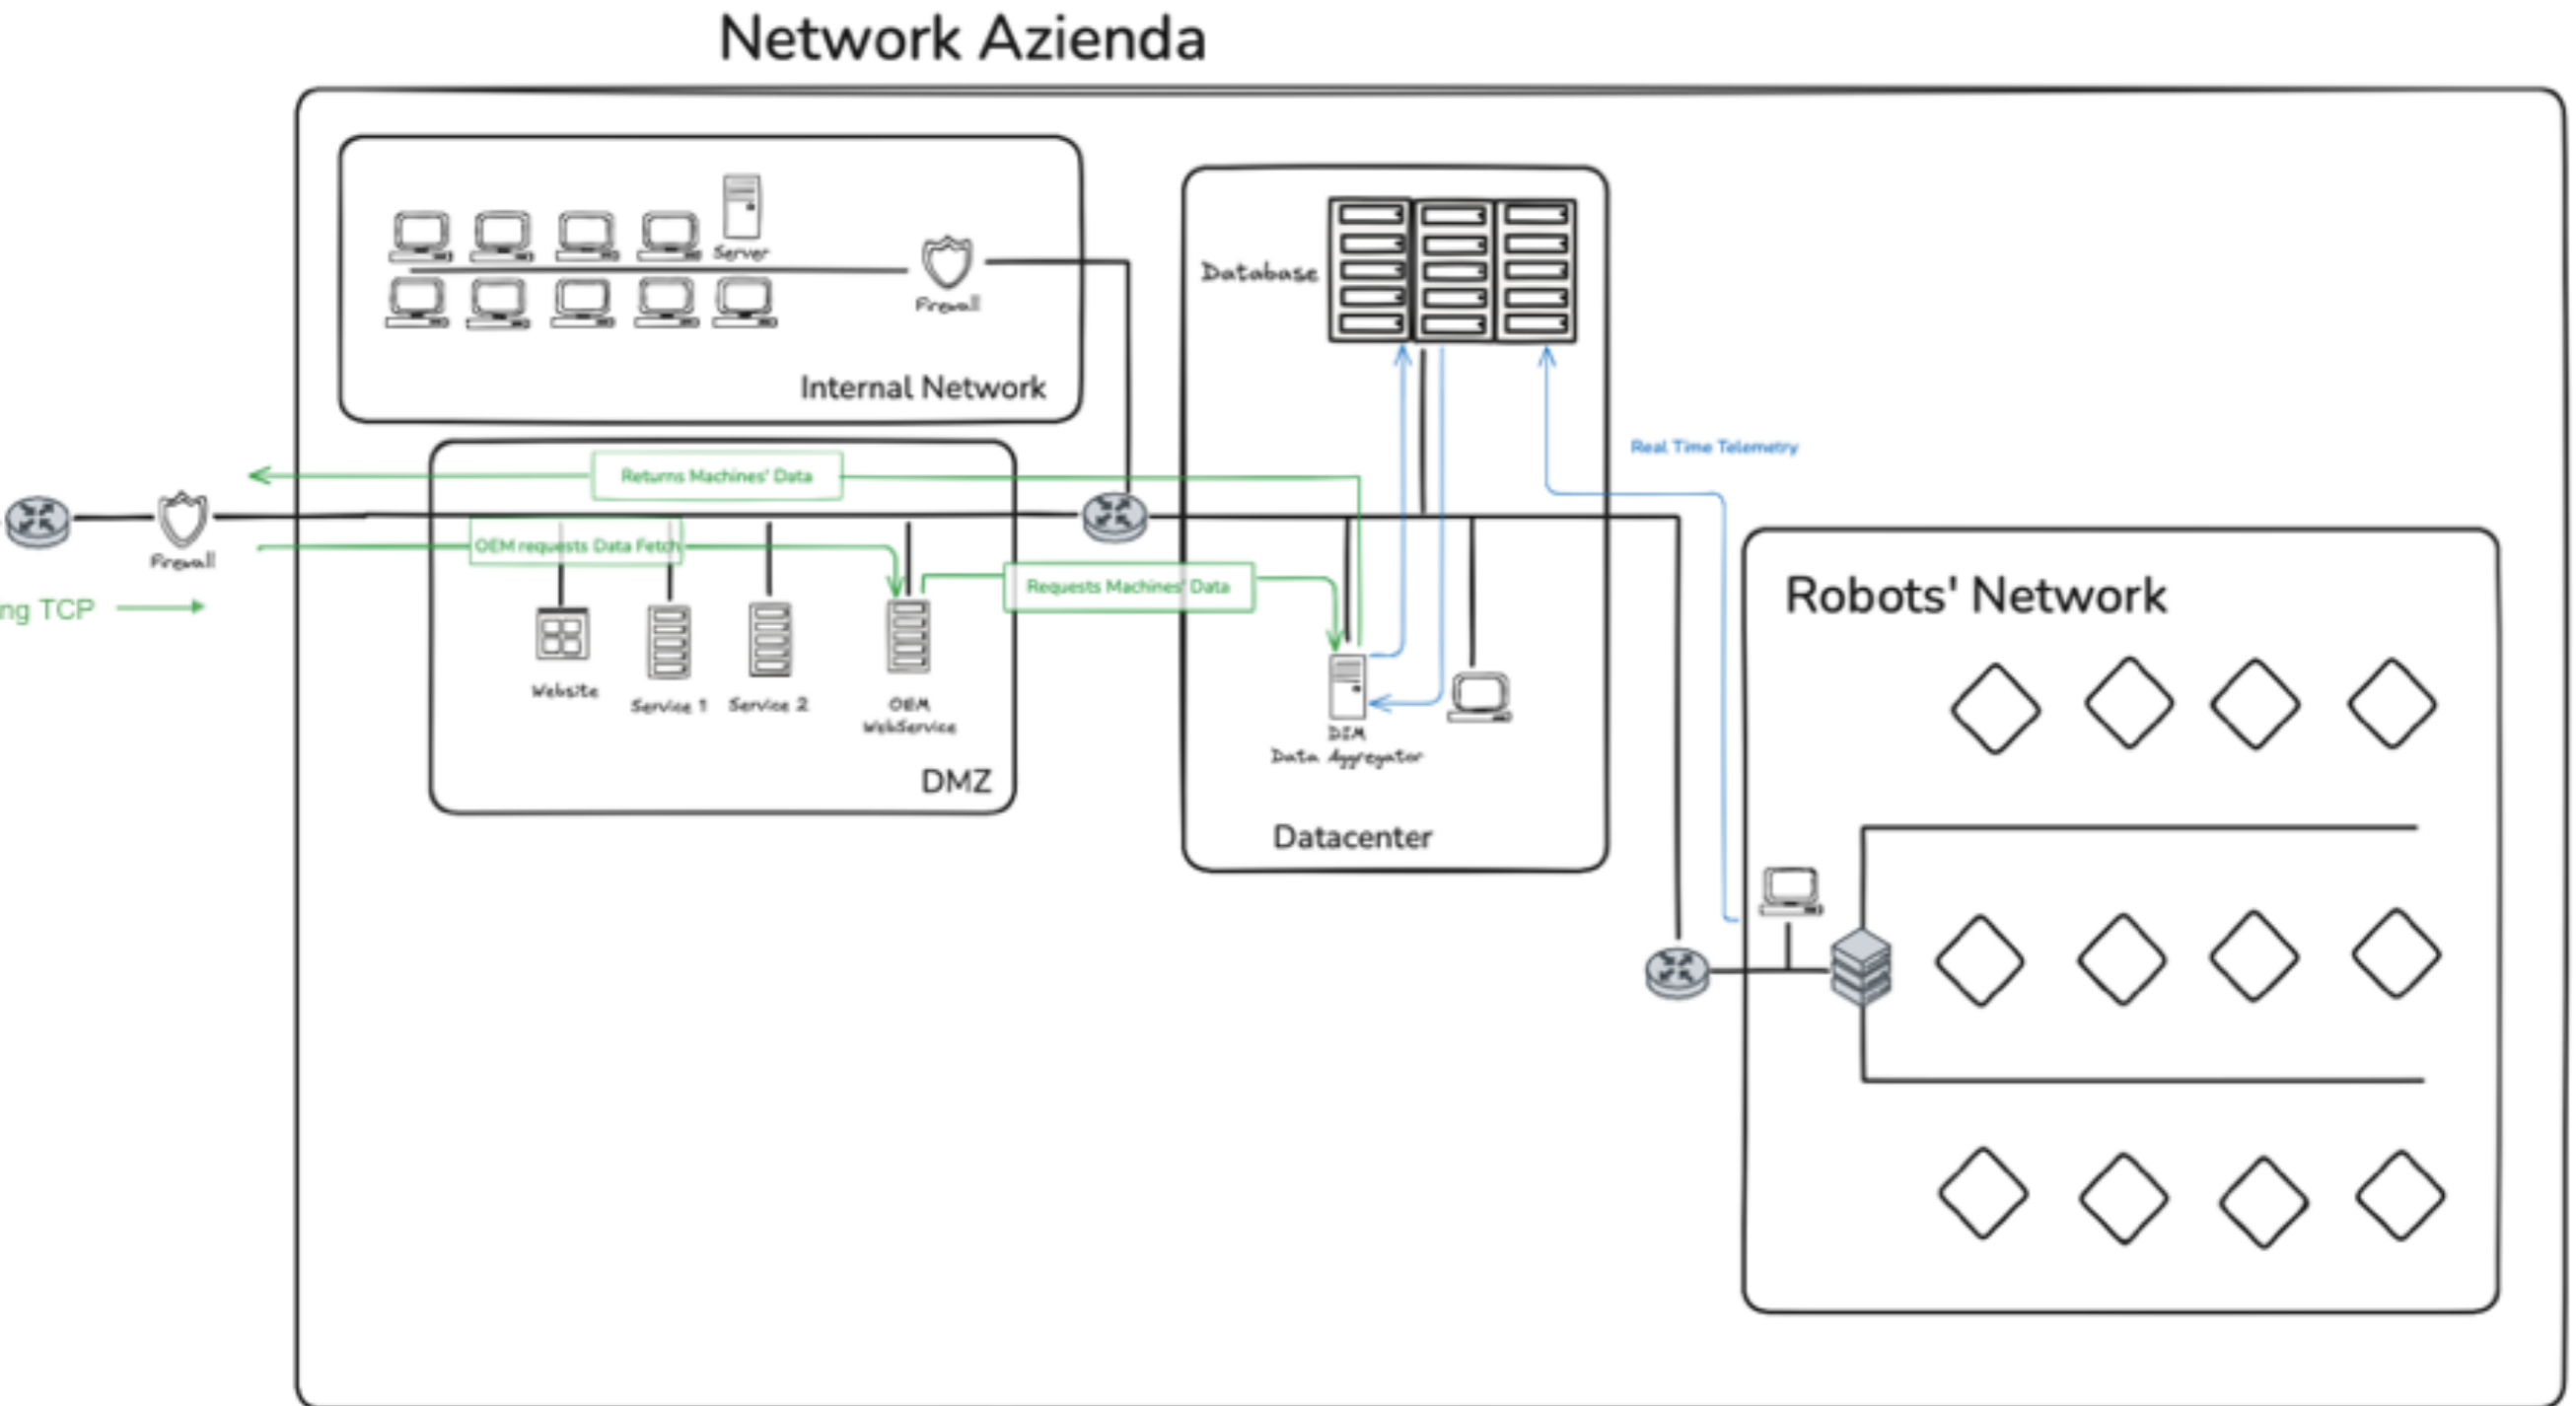 Network Azienda
Server
Firewall
Internal Network
Database
Real Time Telemetry
Returns Machines' Data
Firewall
OEM requests Data Fetch
Requests Machines' Data
ng TCP
Robots' Network
Website
Service 1
Service 2
OEM
WebService
DIM
Data Aggregator
DMZ
Datacenter